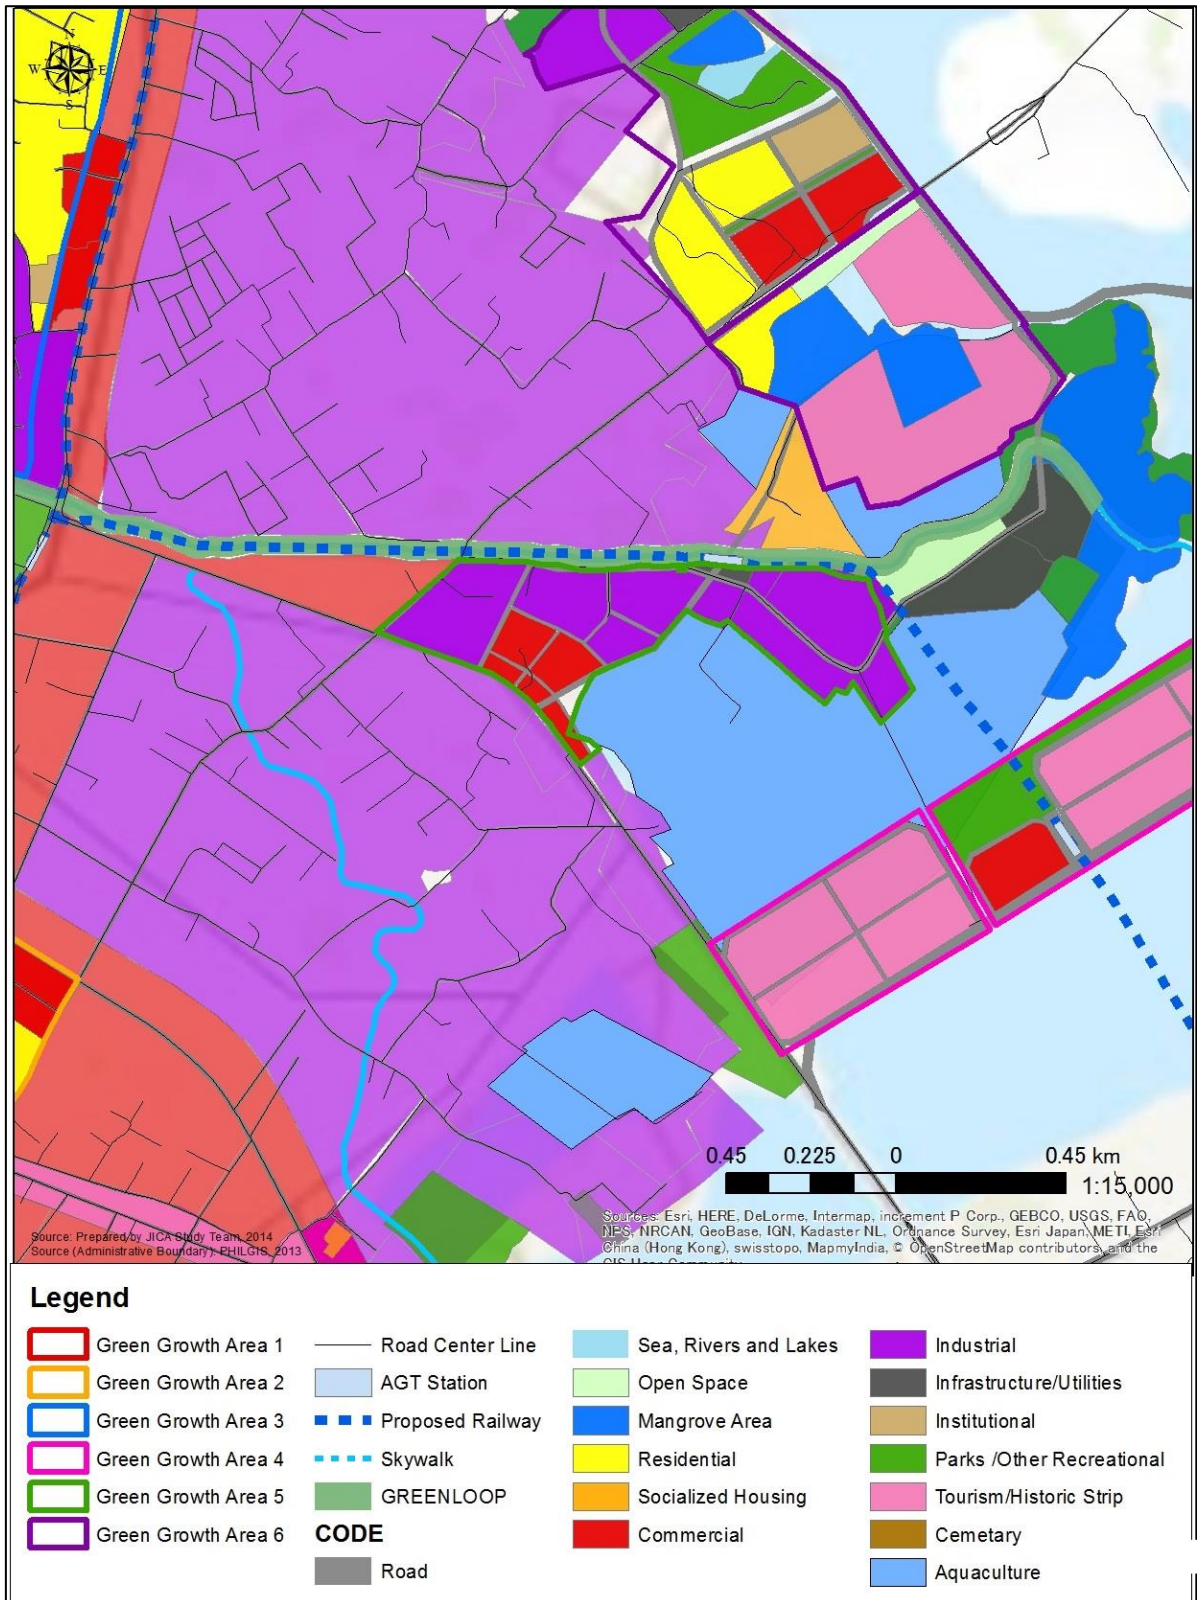 N
W E
S
0.45 0.225 0 0.45 km
1:15,000
Sources: Esri, HERE, DeLorme, Intermap, increment P Corp., GEBCO, USGS, FAO,
NPS, NRCAN, GeoBase, IGN, Kadaster NL, Ordnance Survey, Esri Japan, METI, Esri
China (Hong Kong), swisstopo, MapmyIndia, © OpenStreetMap contributors, and the
GIS User Community
Source: Prepared by JICA Study Team, 2014
Source (Administrative Boundary): PHILGIS, 2013
Legend
Green Growth Area 1
Green Growth Area 2
Green Growth Area 3
Green Growth Area 4
Green Growth Area 5
Green Growth Area 6
Road Center Line
AGT Station
Proposed Railway
Skywalk
GREENLOOP
CODE
Road
Sea, Rivers and Lakes
Open Space
Mangrove Area
Residential
Socialized Housing
Commercial
Industrial
Infrastructure/Utilities
Institutional
Parks /Other Recreational
Tourism/Historic Strip
Cemetary
Aquaculture